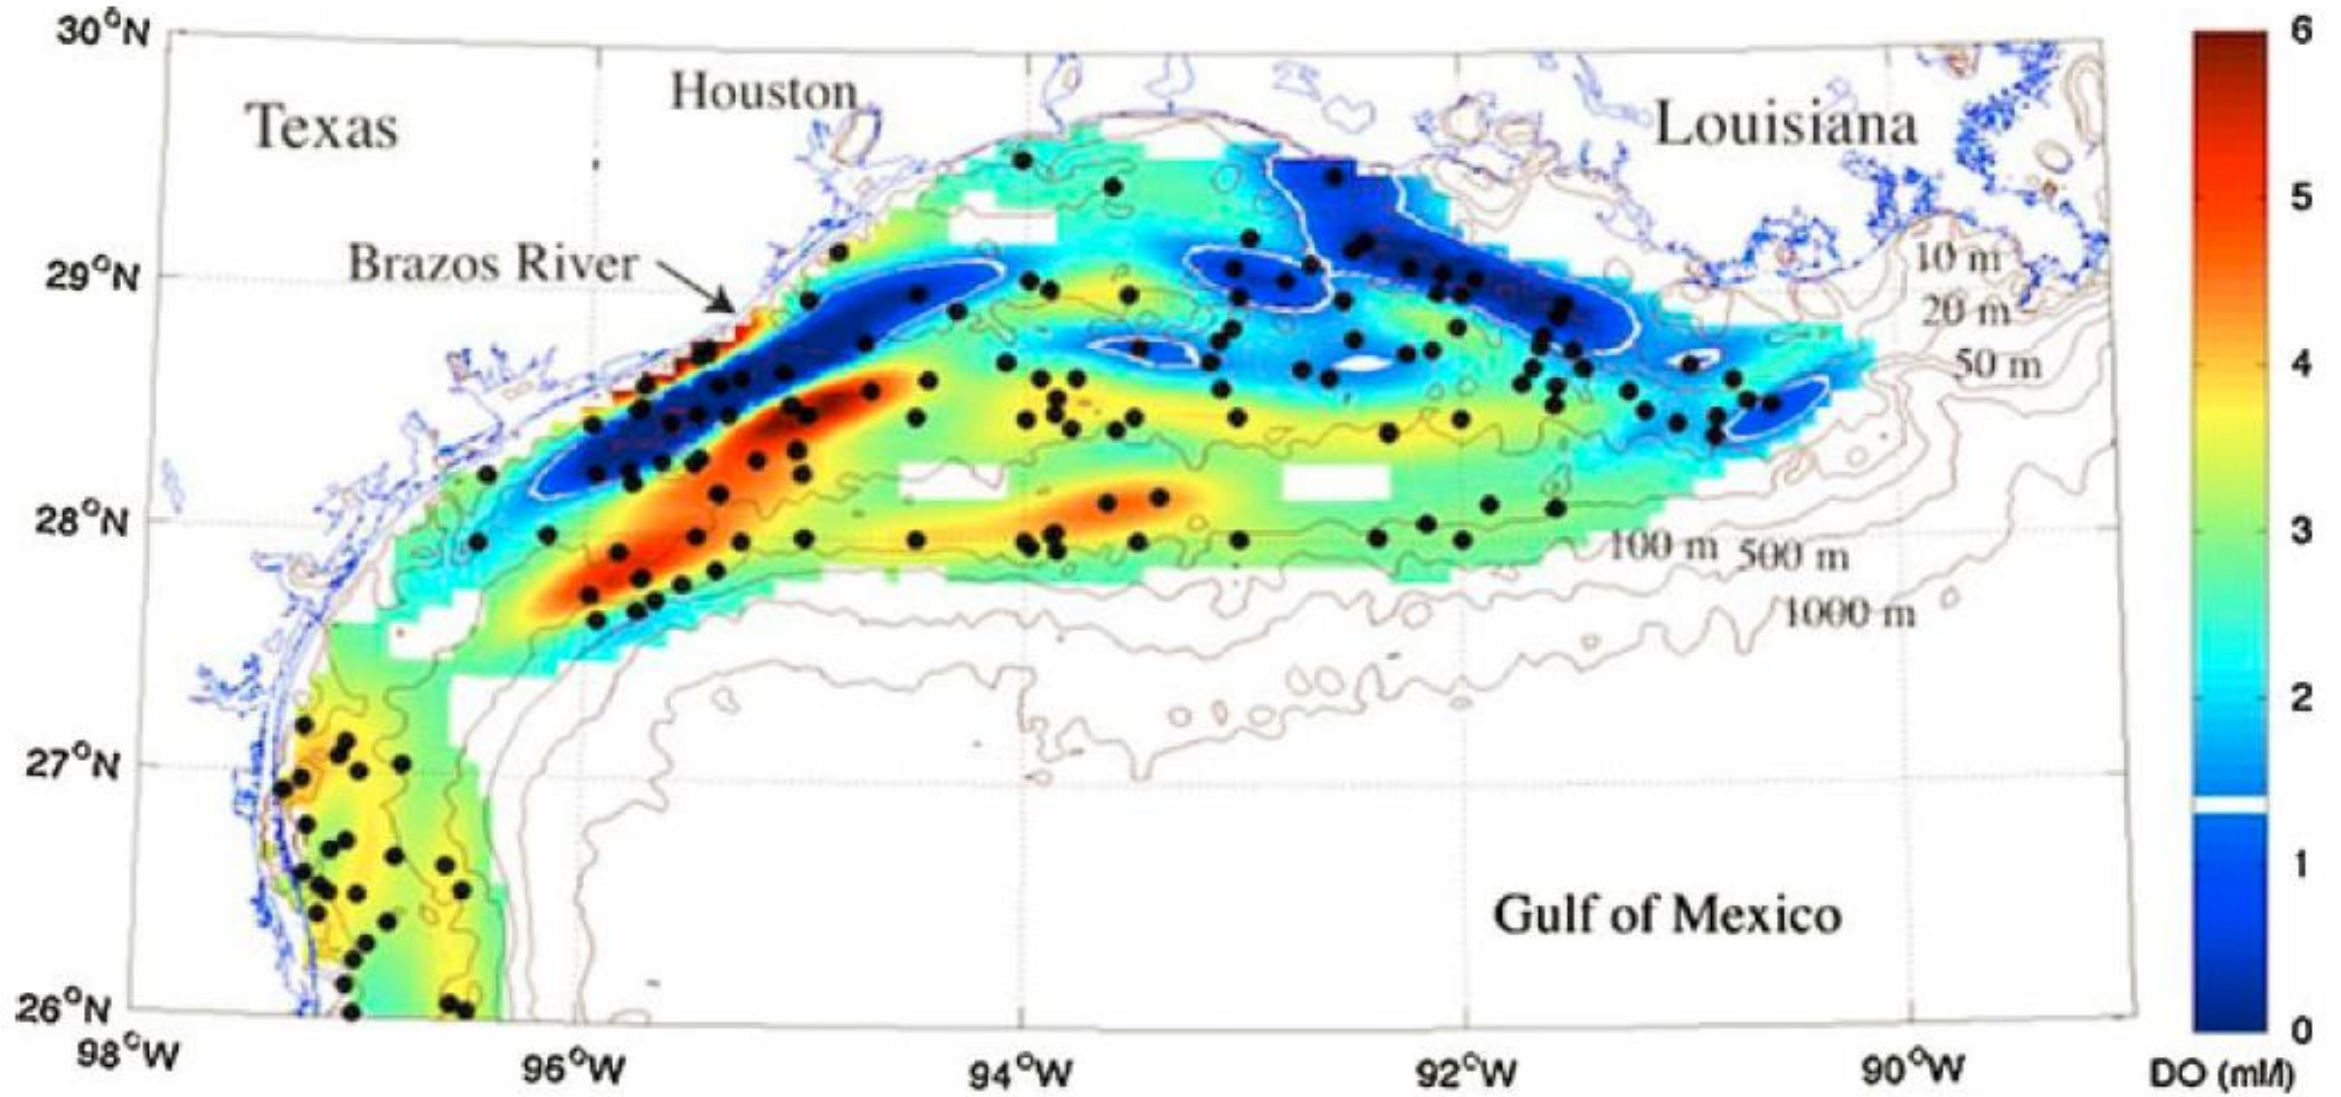 30°N
6
Houston
Texas
Louisiana
5
Brazos River
10 m
29°N
20 m
50 m
4
28°N
3
100 m 500 m
1000 m
2
27°N
1
Gulf of Mexico
26°N
0
98°W
96°W
94°W
92°W
90°W
DO (ml/l)